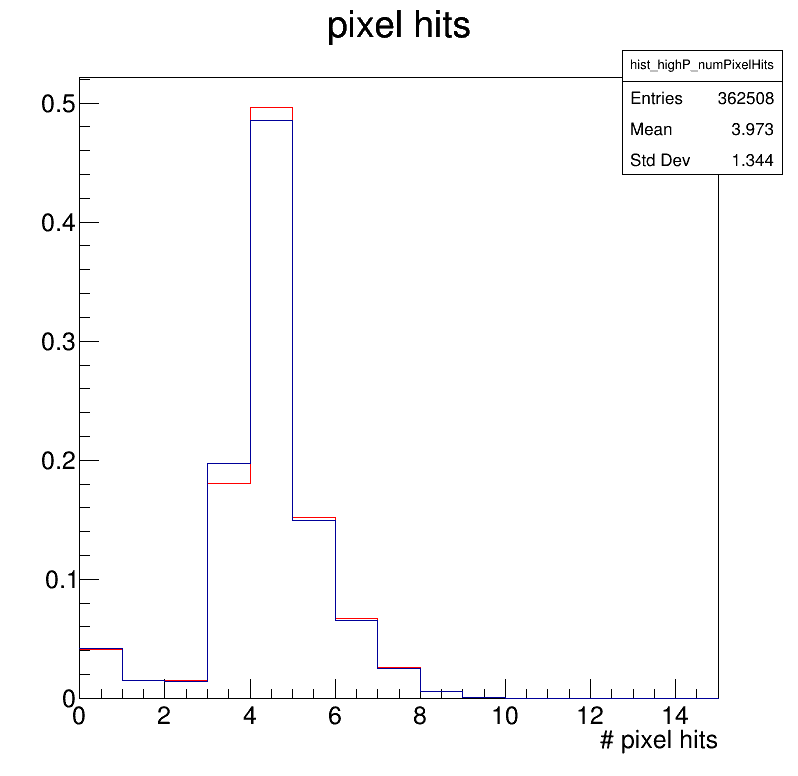 pixel hits
hist_highP_numPixelHits
Entries 362508
Mean 3.973
Std Dev 1.344
0.5
0.4
0.3
0.2
0.1
0
0 2 4 6 8 10 12 14
# pixel hits